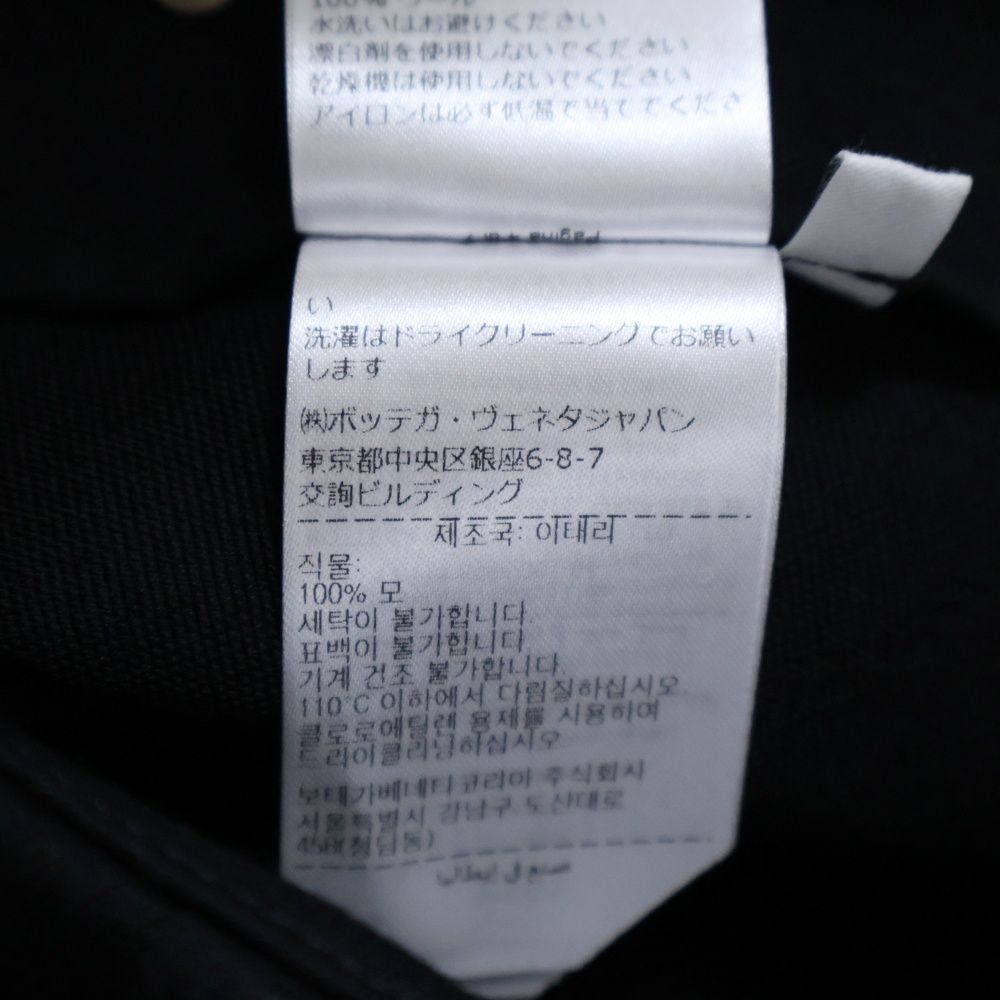 100% ウール
水洗いはお避けください
漂白剤を使用しないでください
乾燥機は使用しないでください
アイロンは必ず低温で当ててくださ
Pagina 4 di 7
い
洗濯はドライクリーニングでお願い
します
㈱ボッテガ・ヴェネタジャパン
東京都中央区銀座6-8-7
交詢ビルディング
제조국: 이태리
직물:
100% 모
세탁이 불가합니다.
표백이 불가합니다
기계 건조 불가합니다.
110°C 이하에서 다림질하십시오.
클로로에틸렌 용제를 사용하여
드라이클리닝하십시오
보테가베네타코리아 주식회사
서울특별시 강남구 도산대로
458(청담동)
صنع في إيطاليا